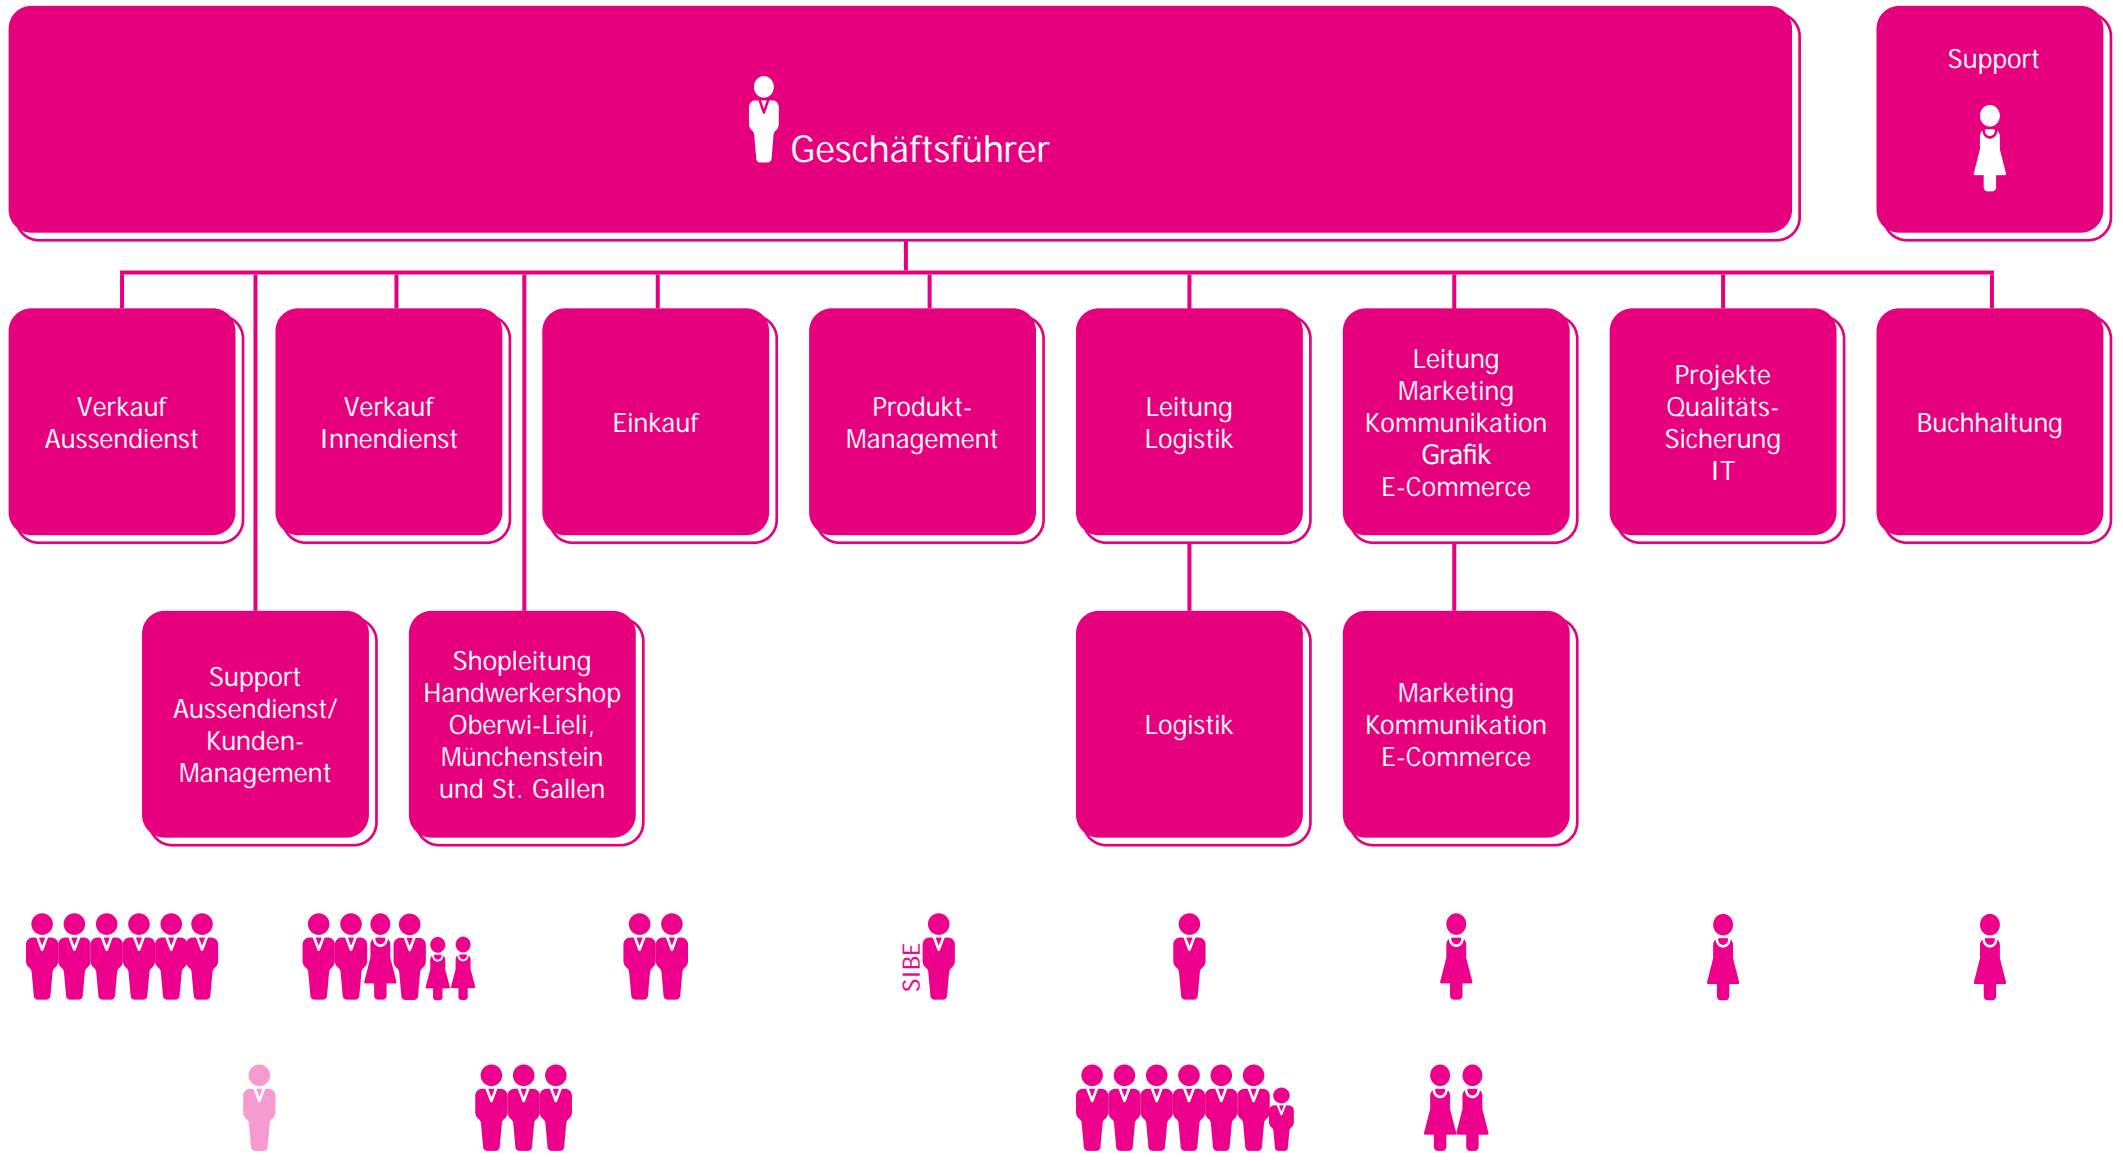 Geschäftsführer
Support
Verkauf
Aussendienst
Verkauf
Innendienst
Einkauf
Produkt-
Management
Leitung
Logistik
Leitung
Marketing
Kommunikation
Grafik
E-Commerce
Projekte
Qualitäts-
Sicherung
IT
Buchhaltung
Support
Aussendienst/
Kunden-
Management
Shopleitung
Handwerkershop
Oberwi-Lieli,
Münchenstein
und St. Gallen
Logistik
Marketing
Kommunikation
E-Commerce
SIBE